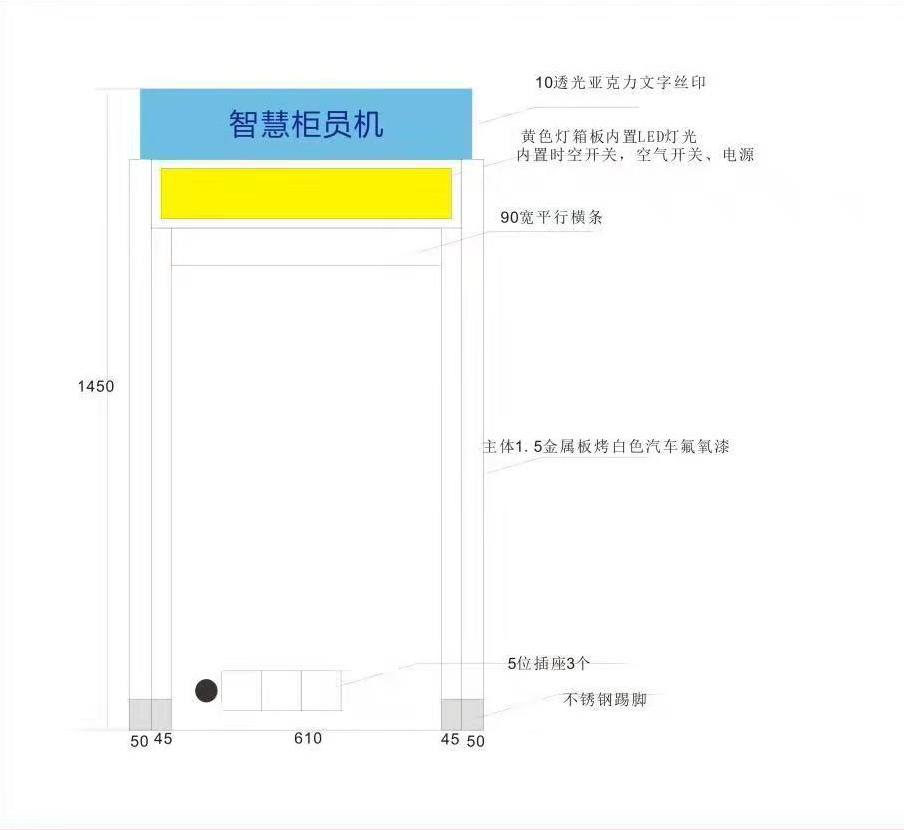 10透光亚克力文字丝印
智慧柜员机
黄色灯箱板内置LED灯光
内置时空开关，空气开关、电源
90宽平行横条
1450
主体1.5金属板烤白色汽车氟氧漆
5位插座3个
不锈钢踢脚
50 45 610 45 50